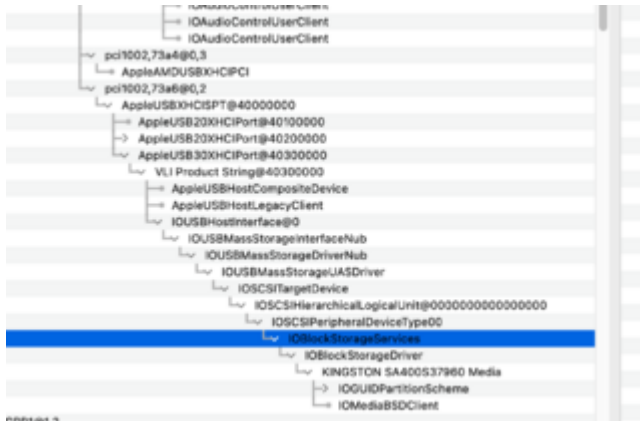 IOAudioControlUserClient
IOAudioControlUserClient
IOAudioControlUserClient
pci1002,73a4@0,3
AppleAMDUSBXHCIPCI
pci1002,73a6@0,2
AppleUSBXHCISPT@40000000
AppleUSB20XHCIPort@40100000
AppleUSB20XHCIPort@40200000
AppleUSB30XHCIPort@40300000
VLI Product String@40300000
AppleUSBHostCompositeDevice
AppleUSBHostLegacyClient
IOUSBHostInterface@0
IOUSBMassStorageInterfaceNub
IOUSBMassStorageDriverNub
IOUSBMassStorageUASDriver
IOSCSITargetDevice
IOSCSIHierarchicalLogicalUnit@0000000000000000
IOSCSIPeripheralDeviceType00
IOBlockStorageServices
IOBlockStorageDriver
KINGSTON SA400S37960 Media
IOGUIDPartitionScheme
IOMediaBSDClient